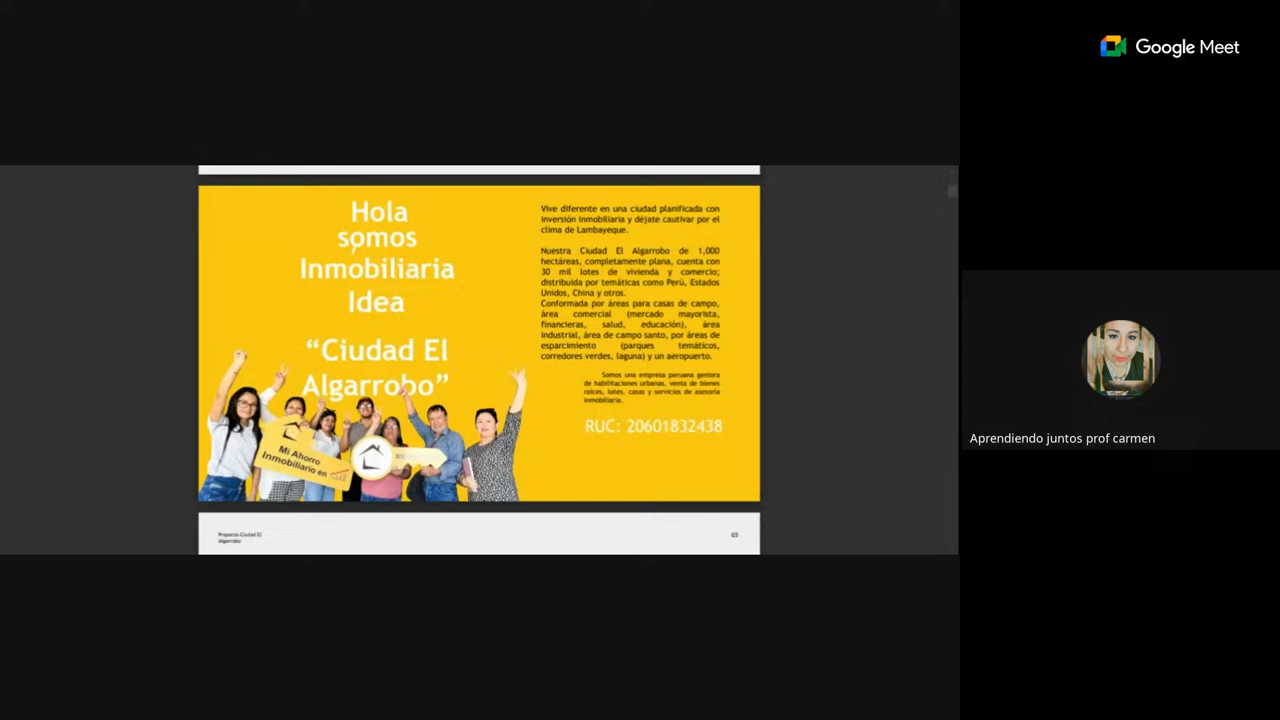 Google Meet
Hola
somos
Inmobiliaria
Idea
“Ciudad El
Algarrobo”
Mi Ahorro
Inmobiliario en
Vive diferente en una ciudad planificada con
inversión inmobiliaria y déjate cautivar por el
clima de Lambayeque.
Nuestra Ciudad El Algarrobo de 1,000
hectáreas, completamente plana, cuenta con
30 mil lotes de vivienda y comercio;
distribuida por temáticas como Perú, Estados
Unidos, China y otros.
Conformada por áreas para casas de campo,
área comercial (mercado mayorista,
financieras, salud, educación), área
industrial, área de campo santo, por áreas de
esparcimiento (parques temáticos,
corredores verdes, laguna) y un aeropuerto.
Somos una empresa peruana gestora
de habilitaciones urbanas, venta de bienes
raíces, lotes, casas y servicios de asesoría
inmobiliaria.
RUC: 20601832438
Proyecto Ciudad El
Algarrobo
03
Aprendiendo juntos prof carmen